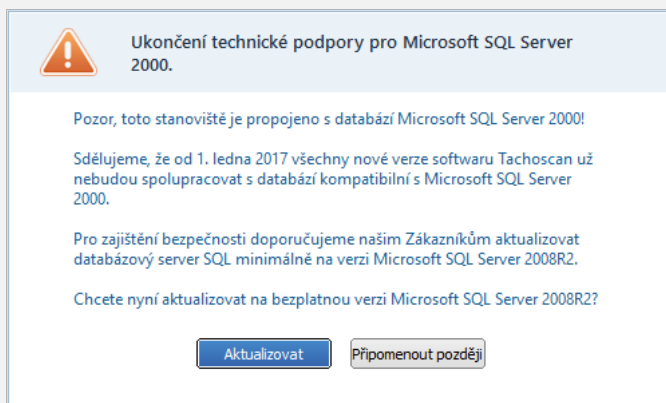 Ukončení technické podpory pro Microsoft SQL Server
2000.
Pozor, toto stanoviště je propojeno s databází Microsoft SQL Server 2000!
Sdělujeme, že od 1. ledna 2017 všechny nové verze softwaru Tachoscan už
nebudou spolupracovat s databází kompatibilní s Microsoft SQL Server
2000.
Pro zajištění bezpečnosti doporučujeme našim Zákazníkům aktualizovat
databázový server SQL minimálně na verzi Microsoft SQL Server 2008R2.
Chcete nyní aktualizovat na bezplatnou verzi Microsoft SQL Server 2008R2?
Aktualizovat Připomenout později